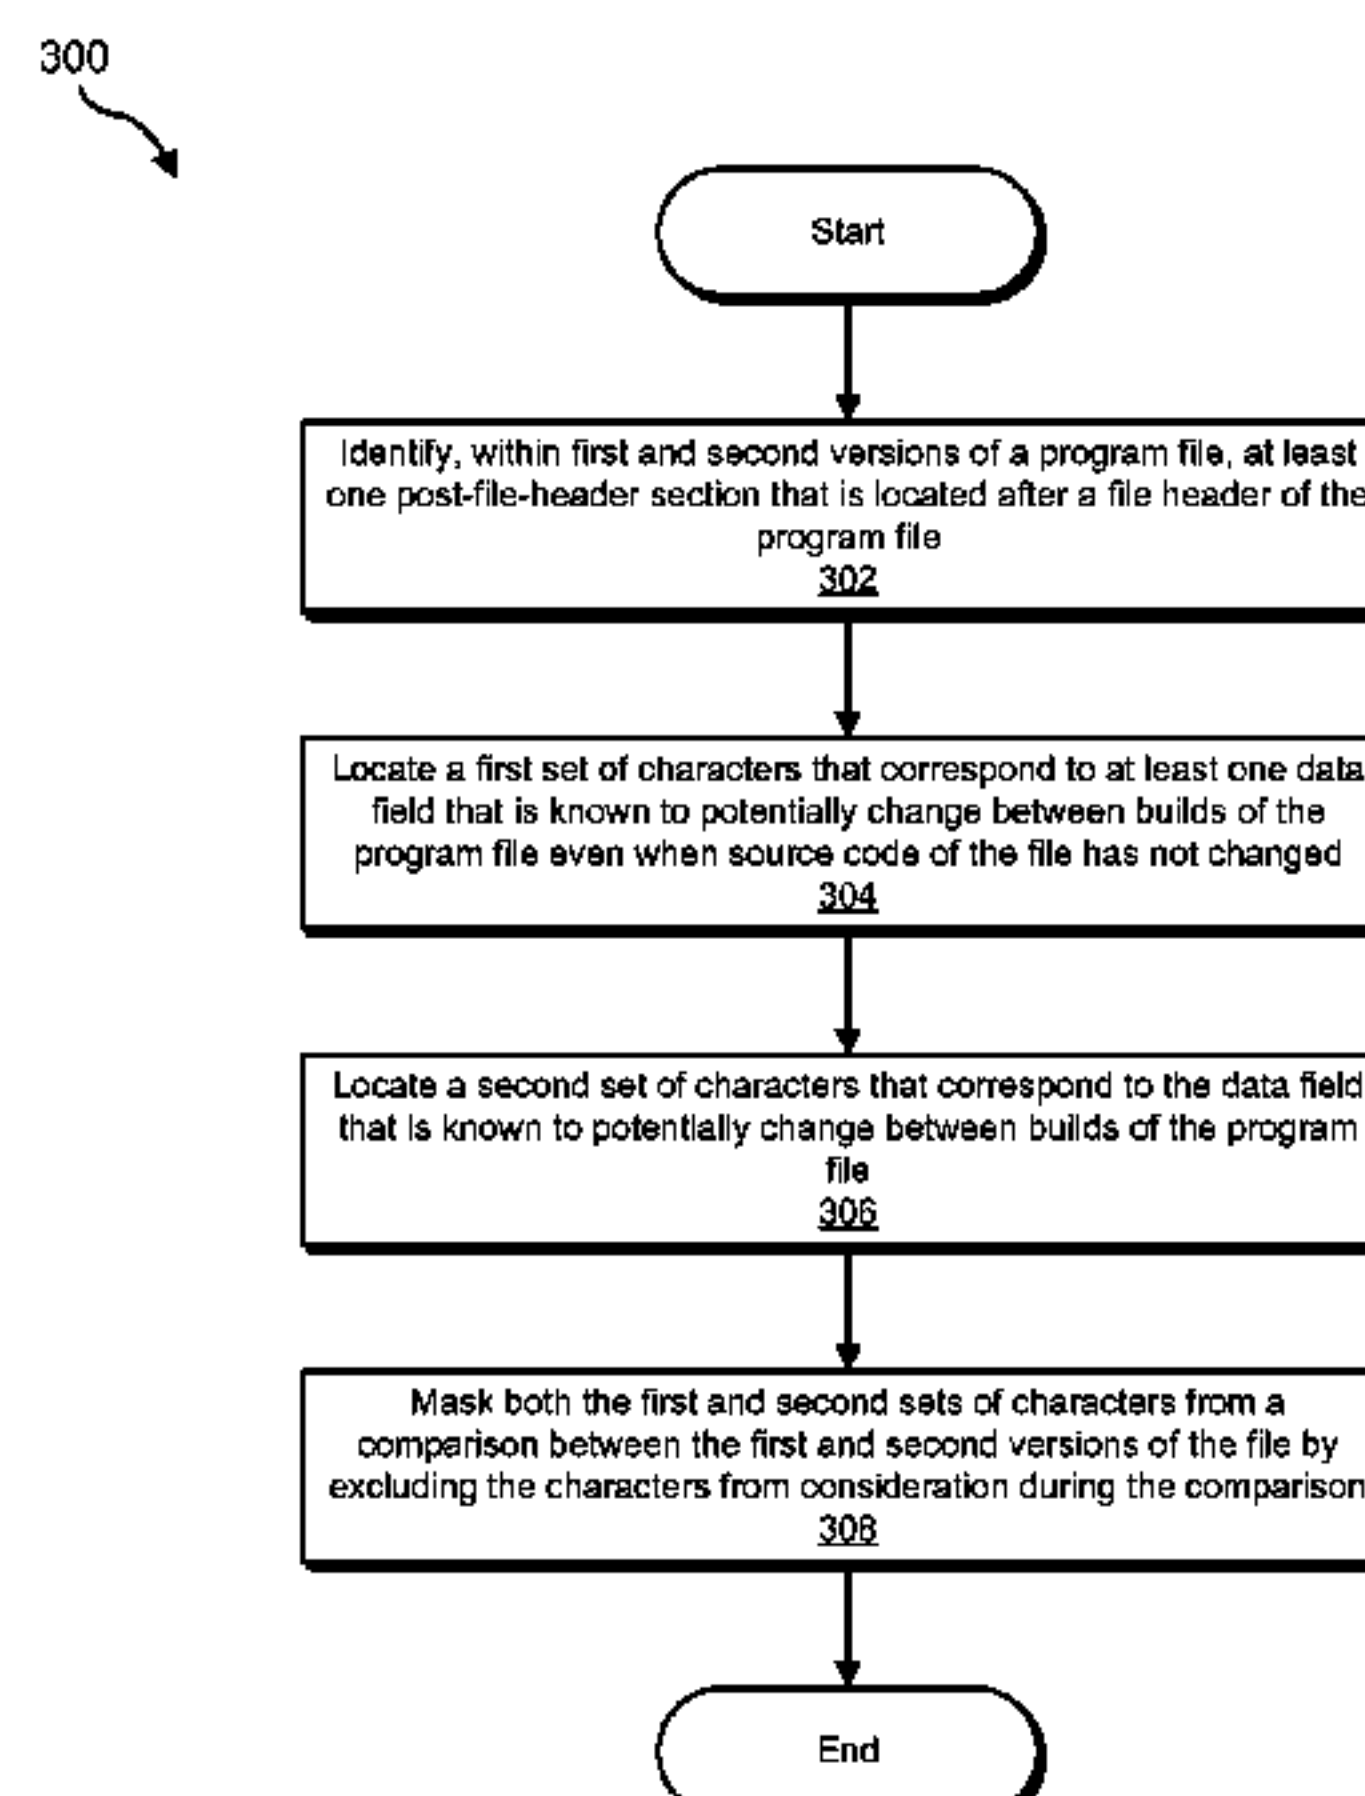 300
Start
Identify, within first and second versions of a program file, at least
one post-file-header section that is located after a file header of the
program file
302
Locate a first set of characters that correspond to at least one data
field that is known to potentially change between builds of the
program file even when source code of the file has not changed
304
Locate a second set of characters that correspond to the data field
that is known to potentially change between builds of the program
file
306
Mask both the first and second sets of characters from a
comparison between the first and second versions of the file by
excluding the characters from consideration during the comparison
308
End